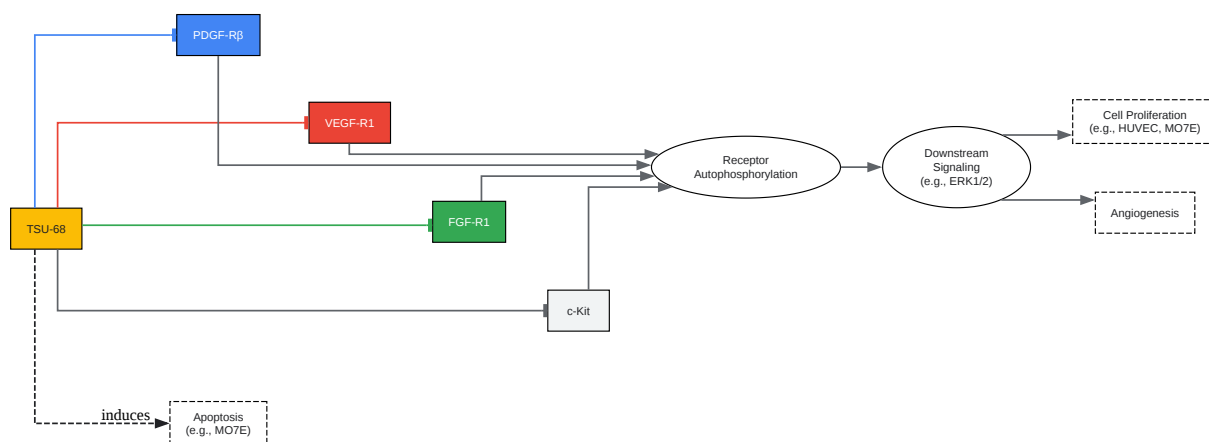 PDGF-Rβ
VEGF-R1
TSU-68
FGF-R1
c-Kit
Receptor
Autophosphorylation
Downstream
Signaling
(e.g., ERK1/2)
Cell Proliferation
(e.g., HUVEC, MO7E)
Angiogenesis
induces
Apoptosis
(e.g., MO7E)